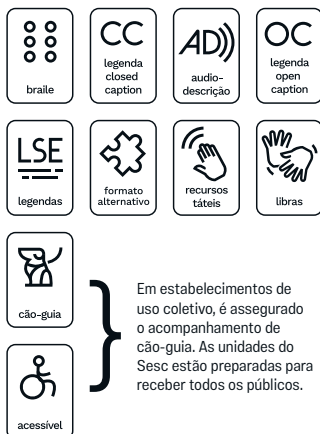 braile
CC
legenda
closed
caption
AD
audio-
descrição
OC
legenda
open
caption
LSE
legendas
formato
alternativo
recursos
táteis
libras
cão-guia
acessível
Em estabelecimentos de
uso coletivo, é assegurado
o acompanhamento de
cão-guia. As unidades do
Sesc estão preparadas para
receber todos os públicos.